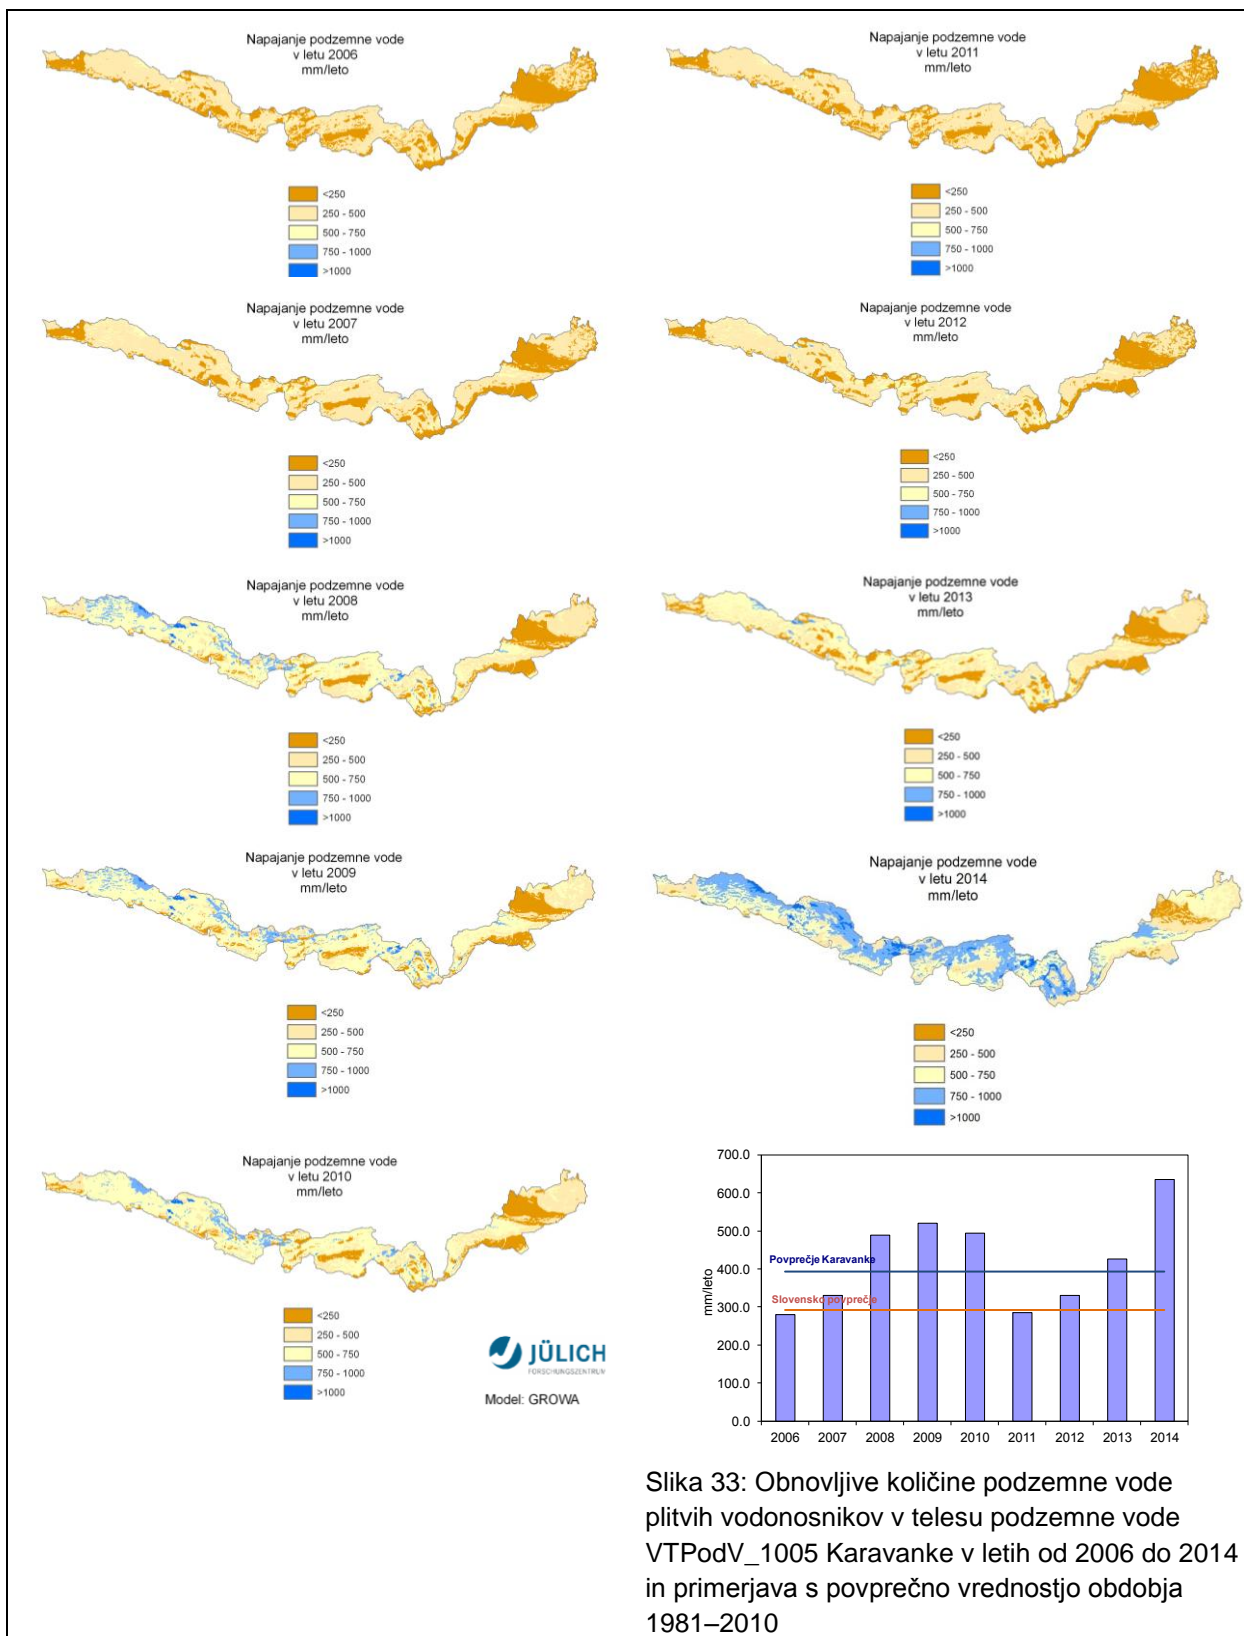 Napajanje podzemne vode
v letu 2006
mm/leto
<250
250 - 500
500 - 750
750 - 1000
>1000
Napajanje podzemne vode
v letu 2011
mm/leto
<250
250 - 500
500 - 750
750 - 1000
>1000
Napajanje podzemne vode
v letu 2007
mm/leto
<250
250 - 500
500 - 750
750 - 1000
>1000
Napajanje podzemne vode
v letu 2012
mm/leto
<250
250 - 500
500 - 750
750 - 1000
>1000
Napajanje podzemne vode
v letu 2008
mm/leto
<250
250 - 500
500 - 750
750 - 1000
>1000
Napajanje podzemne vode
v letu 2013
mm/leto
<250
250 - 500
500 - 750
750 - 1000
>1000
Napajanje podzemne vode
v letu 2009
mm/leto
<250
250 - 500
500 - 750
750 - 1000
>1000
Napajanje podzemne vode
v letu 2014
mm/leto
<250
250 - 500
500 - 750
750 - 1000
>1000
Napajanje podzemne vode
v letu 2010
mm/leto
<250
250 - 500
500 - 750
750 - 1000
>1000
JÜLICH
FORSCHUNGSZENTRUM
Model: GROWA
700.0
600.0
500.0
400.0
300.0
200.0
100.0
0.0
mm/leto
Povprečje Karavanke
Slovensko povprečje
2006 2007 2008 2009 2010 2011 2012 2013 2014
Slika 33: Obnovljive količine podzemne vode
plitvih vodonosnikov v telesu podzemne vode
VTPodV_1005 Karavanke v letih od 2006 do 2014
in primerjava s povprečno vrednostjo obdobja
1981–2010